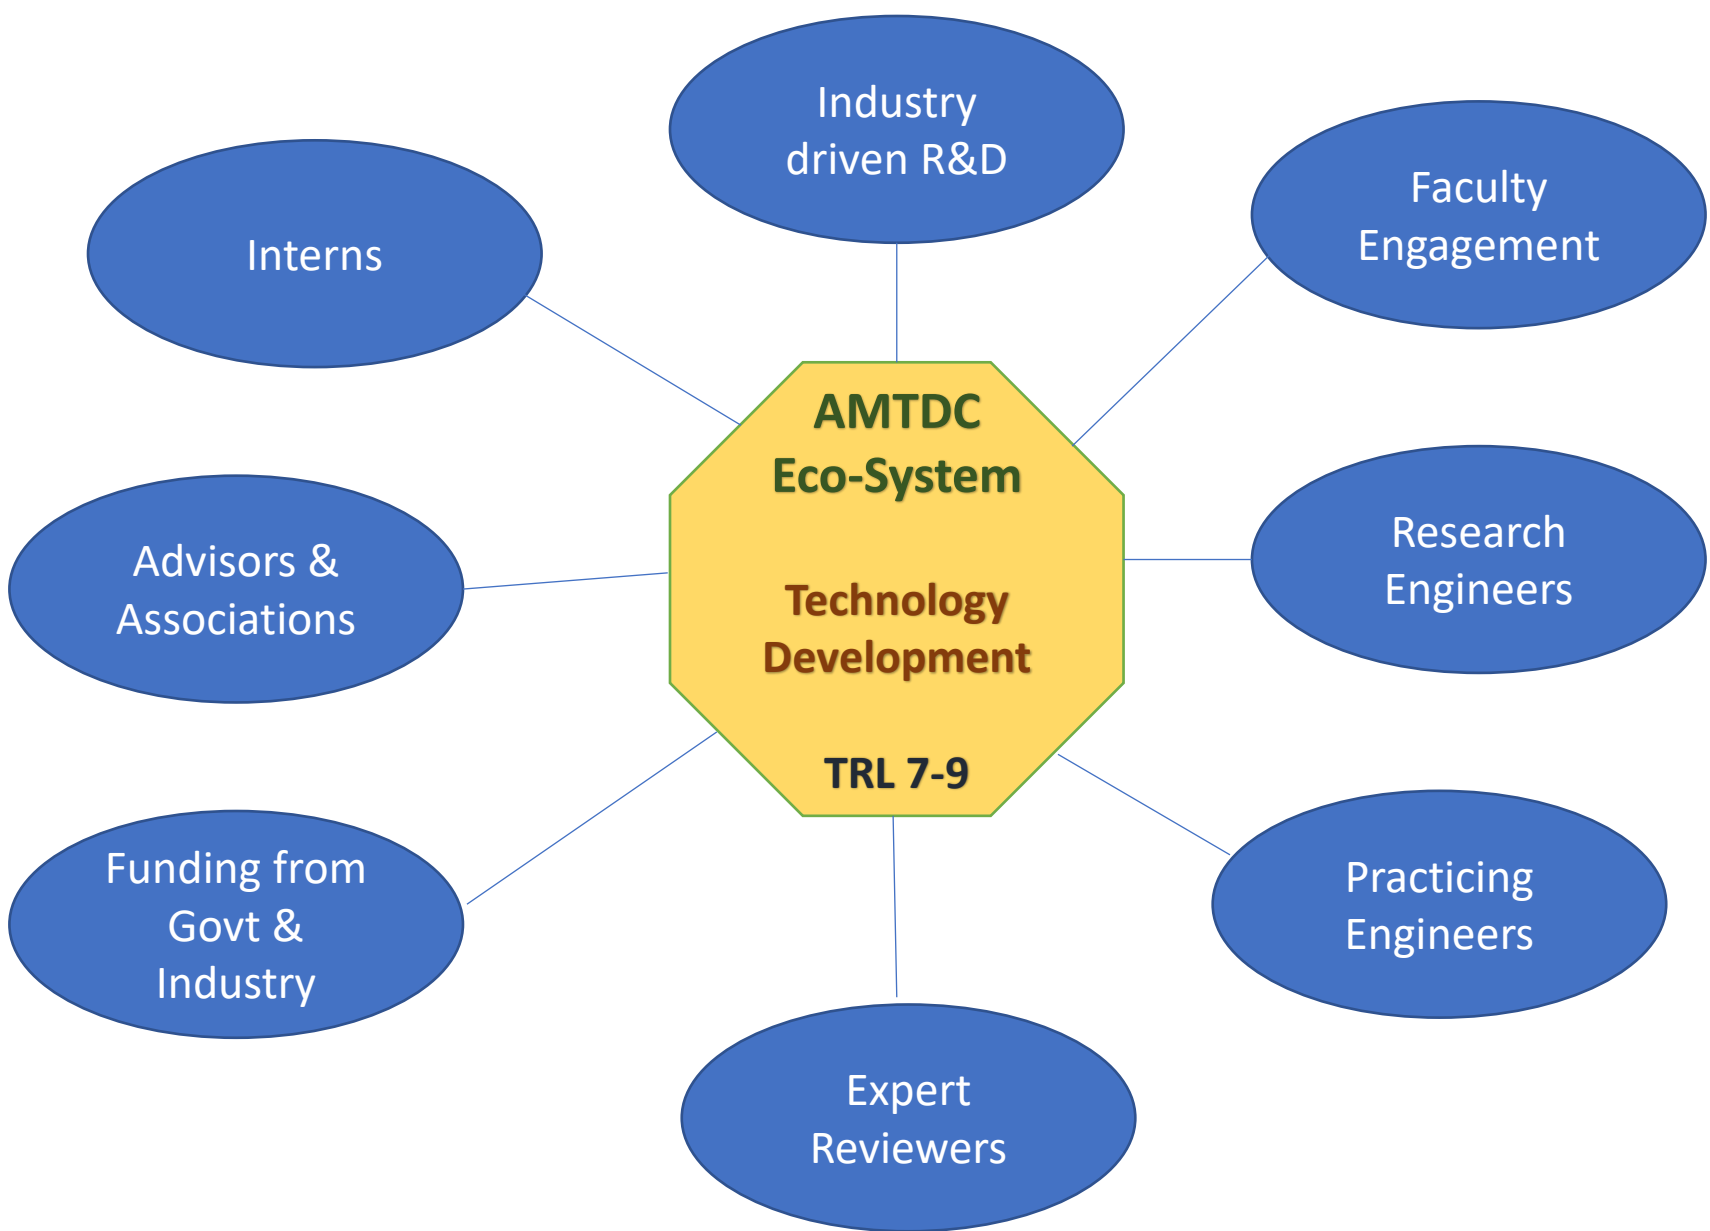 Industry
driven R&D
Faculty
Engagement
Interns
AMTDC
Eco-System
Technology
Development
TRL 7-9
Research
Engineers
Advisors &
Associations
Practicing
Engineers
Funding from
Govt &
Industry
Expert
Reviewers